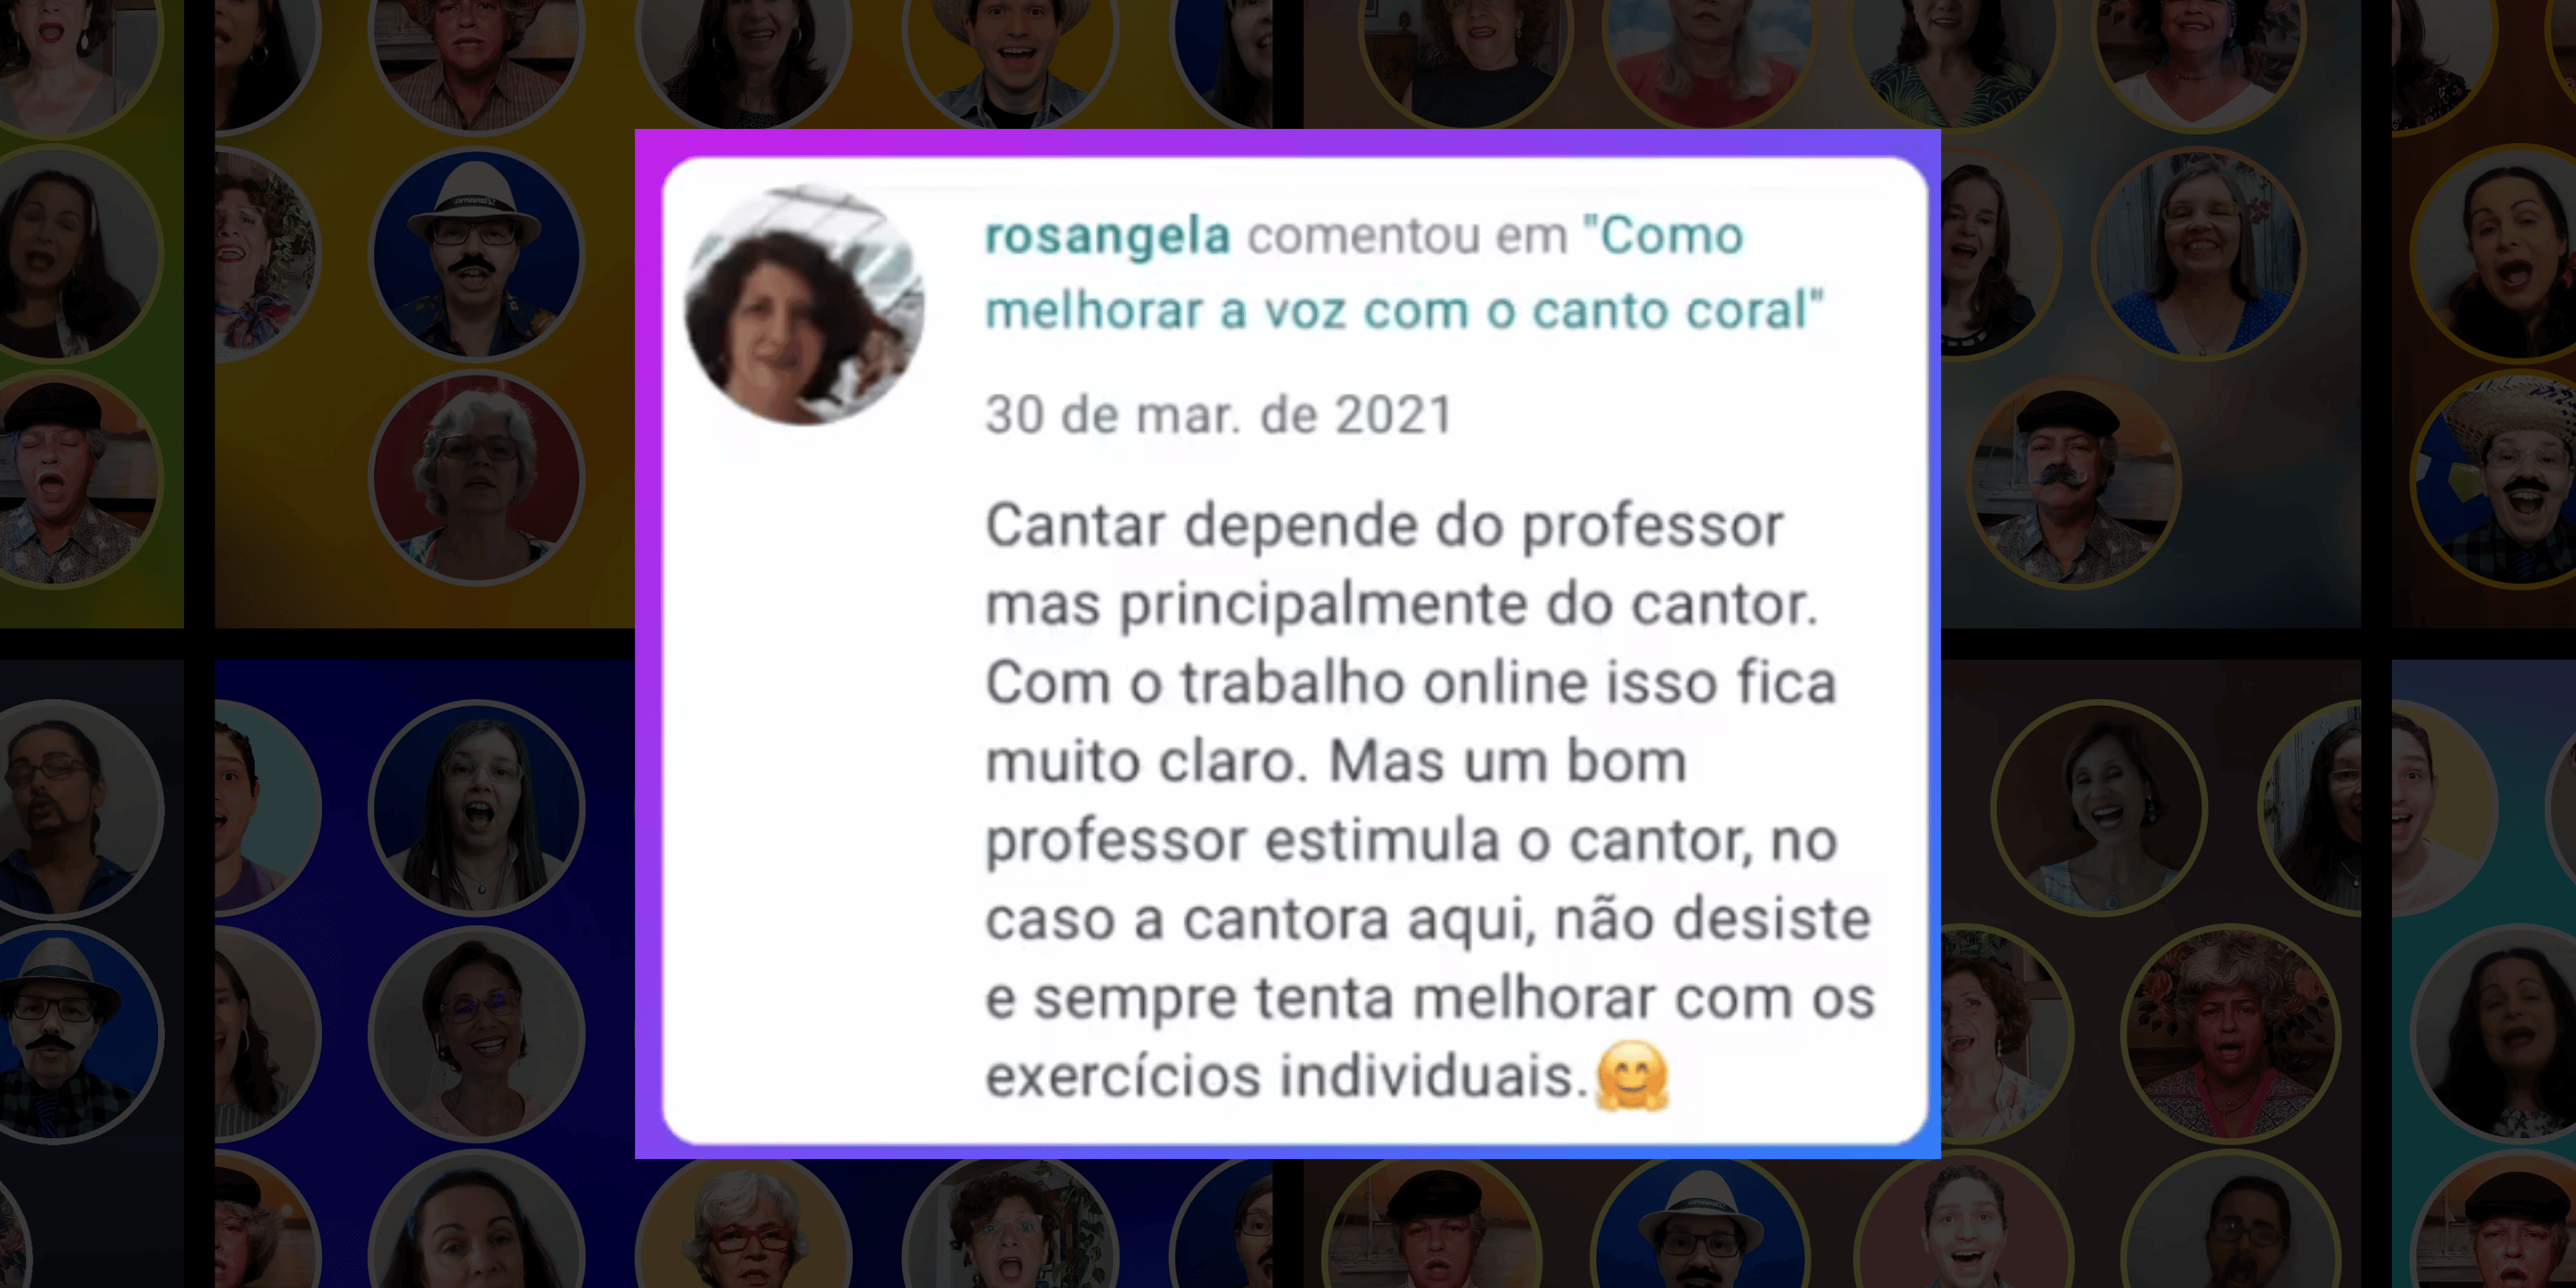 rosangela comentou em "Como
melhorar a voz com o canto coral"
30 de mar. de 2021
Cantar depende do professor
mas principalmente do cantor.
Com o trabalho online isso fica
muito claro. Mas um bom
professor estimula o cantor, no
caso a cantora aqui, não desiste
e sempre tenta melhorar com os
exercícios individuais.🤗